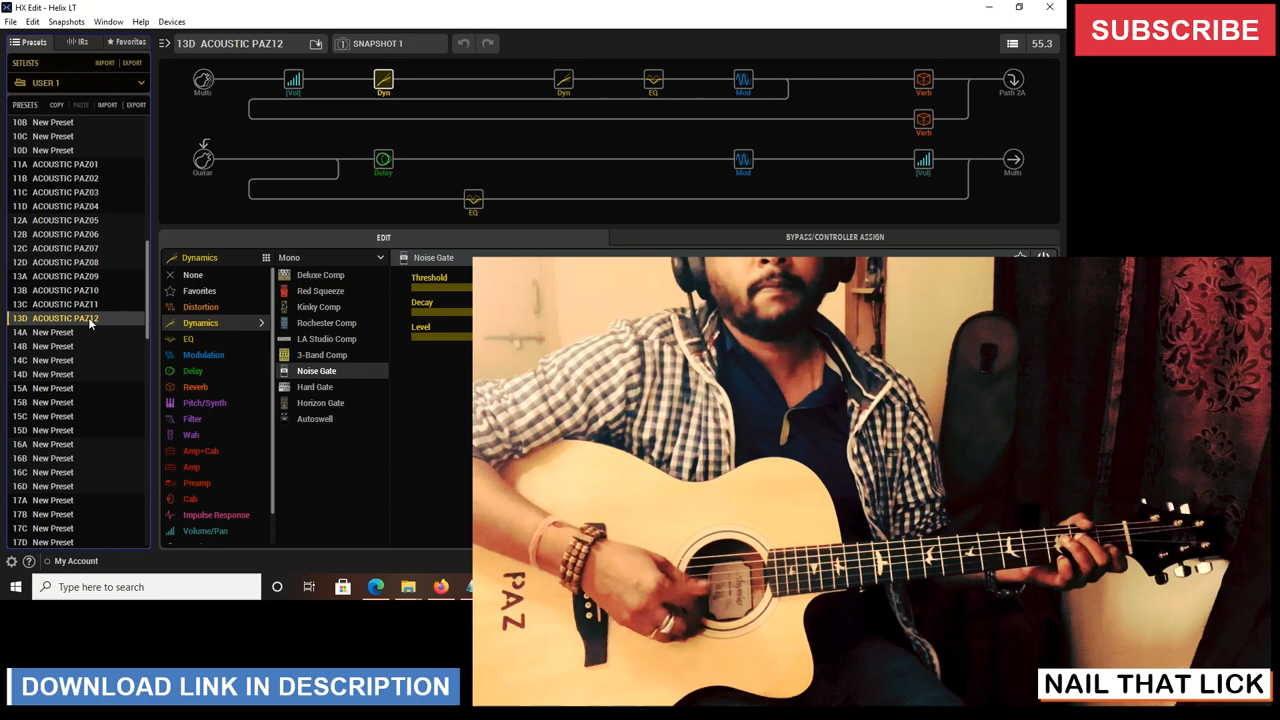 HX Edit - Helix LT
File Edit Snapshots Window Help Devices
Presets IRs Favorites
SETLISTS IMPORT EXPORT
USER 1
PRESETS COPY PASTE IMPORT EXPORT
10B New Preset
10C New Preset
10D New Preset
11A ACOUSTIC PAZ01
11B ACOUSTIC PAZ02
11C ACOUSTIC PAZ03
11D ACOUSTIC PAZ04
12A ACOUSTIC PAZ05
12B ACOUSTIC PAZ06
12C ACOUSTIC PAZ07
12D ACOUSTIC PAZ08
13A ACOUSTIC PAZ09
13B ACOUSTIC PAZ10
13C ACOUSTIC PAZ11
13D ACOUSTIC PAZ12
14A New Preset
14B New Preset
14C New Preset
14D New Preset
15A New Preset
15B New Preset
15C New Preset
15D New Preset
16A New Preset
16B New Preset
16C New Preset
16D New Preset
17A New Preset
17B New Preset
17C New Preset
17D New Preset
My Account
13D ACOUSTIC PAZ12 1 SNAPSHOT 1 55.3
Multi [Vol] Dyn Dyn EQ Mod Verb Path 2A
Verb
Guitar Delay Mod [Vol] Multi
EQ
EDIT BYPASS/CONTROLLER ASSIGN
Dynamics Mono Noise Gate
None
Favorites
Distortion
Dynamics
EQ
Modulation
Delay
Reverb
Pitch/Synth
Filter
Wah
Amp+Cab
Amp
Preamp
Cab
Impulse Response
Volume/Pan
Deluxe Comp
Red Squeeze
Kinky Comp
Rochester Comp
LA Studio Comp
3-Band Comp
Noise Gate
Hard Gate
Horizon Gate
Autoswell
Threshold
Decay
Level
Type here to search
SUBSCRIBE
PAZ
DOWNLOAD LINK IN DESCRIPTION
NAIL THAT LICK